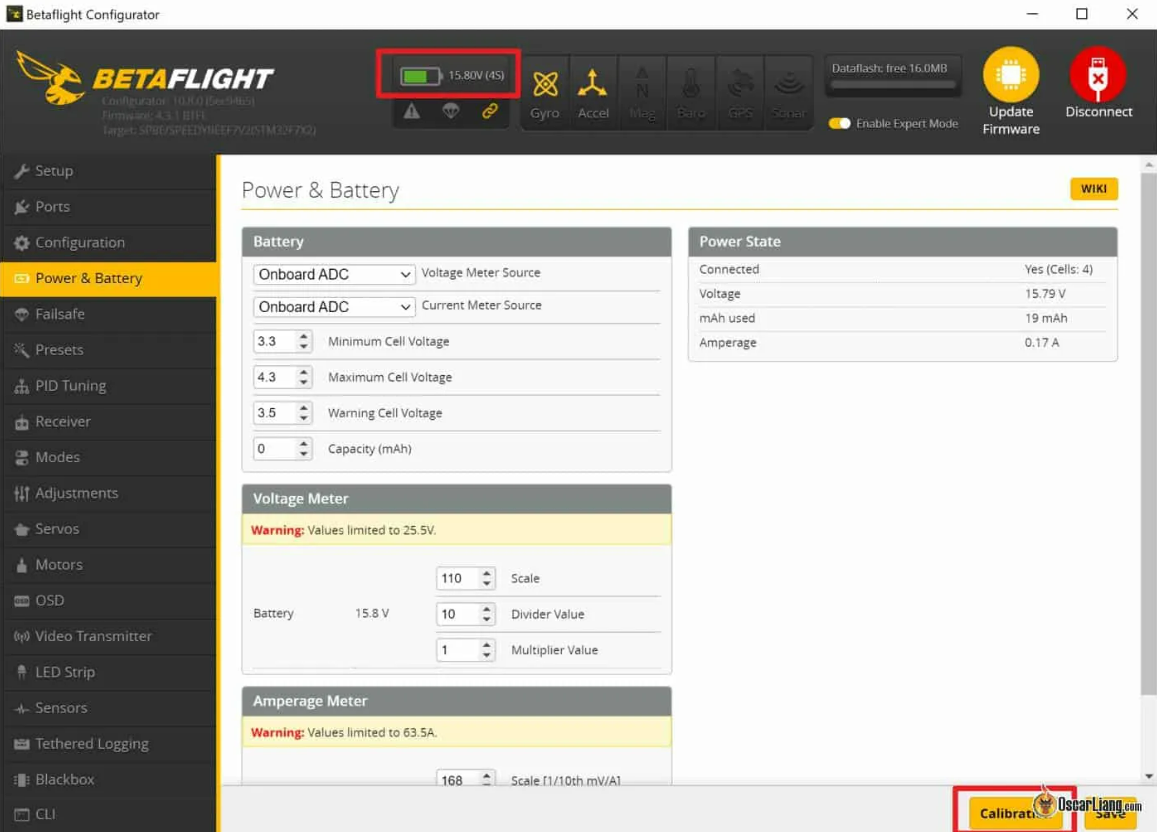 Betaflight Configurator
BETAFLIGHT
Configurator: 10.8.0
Firmware: 4.3.1 BTFL
Target: SPBE/SPEEDYBEEF7V2(STM32F7X2)
15.80V (4S)
Gyro
Accel
Mag
Baro
GPS
Sonar
Dataflash: free 16.0MB
Enable Expert Mode
Update
Firmware
Disconnect
Setup
Ports
Configuration
Power & Battery
Failsafe
Presets
PID Tuning
Receiver
Modes
Adjustments
Servos
Motors
OSD
Video Transmitter
LED Strip
Sensors
Tethered Logging
Blackbox
CLI
Power & Battery
WIKI
Battery
Onboard ADC Voltage Meter Source
Onboard ADC Current Meter Source
3.3 Minimum Cell Voltage
4.3 Maximum Cell Voltage
3.5 Warning Cell Voltage
0 Capacity (mAh)
Power State
Connected Yes (Cells: 4)
Voltage 15.79 V
mAh used 19 mAh
Amperage 0.17 A
Voltage Meter
Warning: Values limited to 25.5V.
110 Scale
Battery 15.8 V 10 Divider Value
1 Multiplier Value
Amperage Meter
Warning: Values limited to 63.5A.
168 Scale [1/10th mV/A]
OscarLiang.com
Save